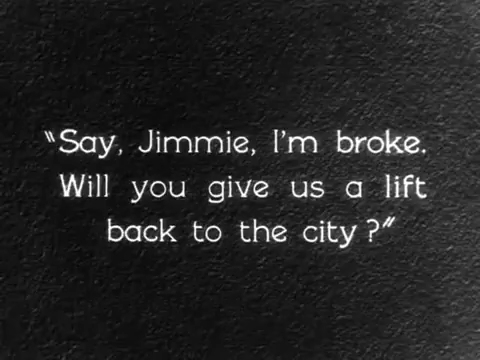 "Say, Jimmie, I'm broke.
Will you give us a lift
back to the city?"